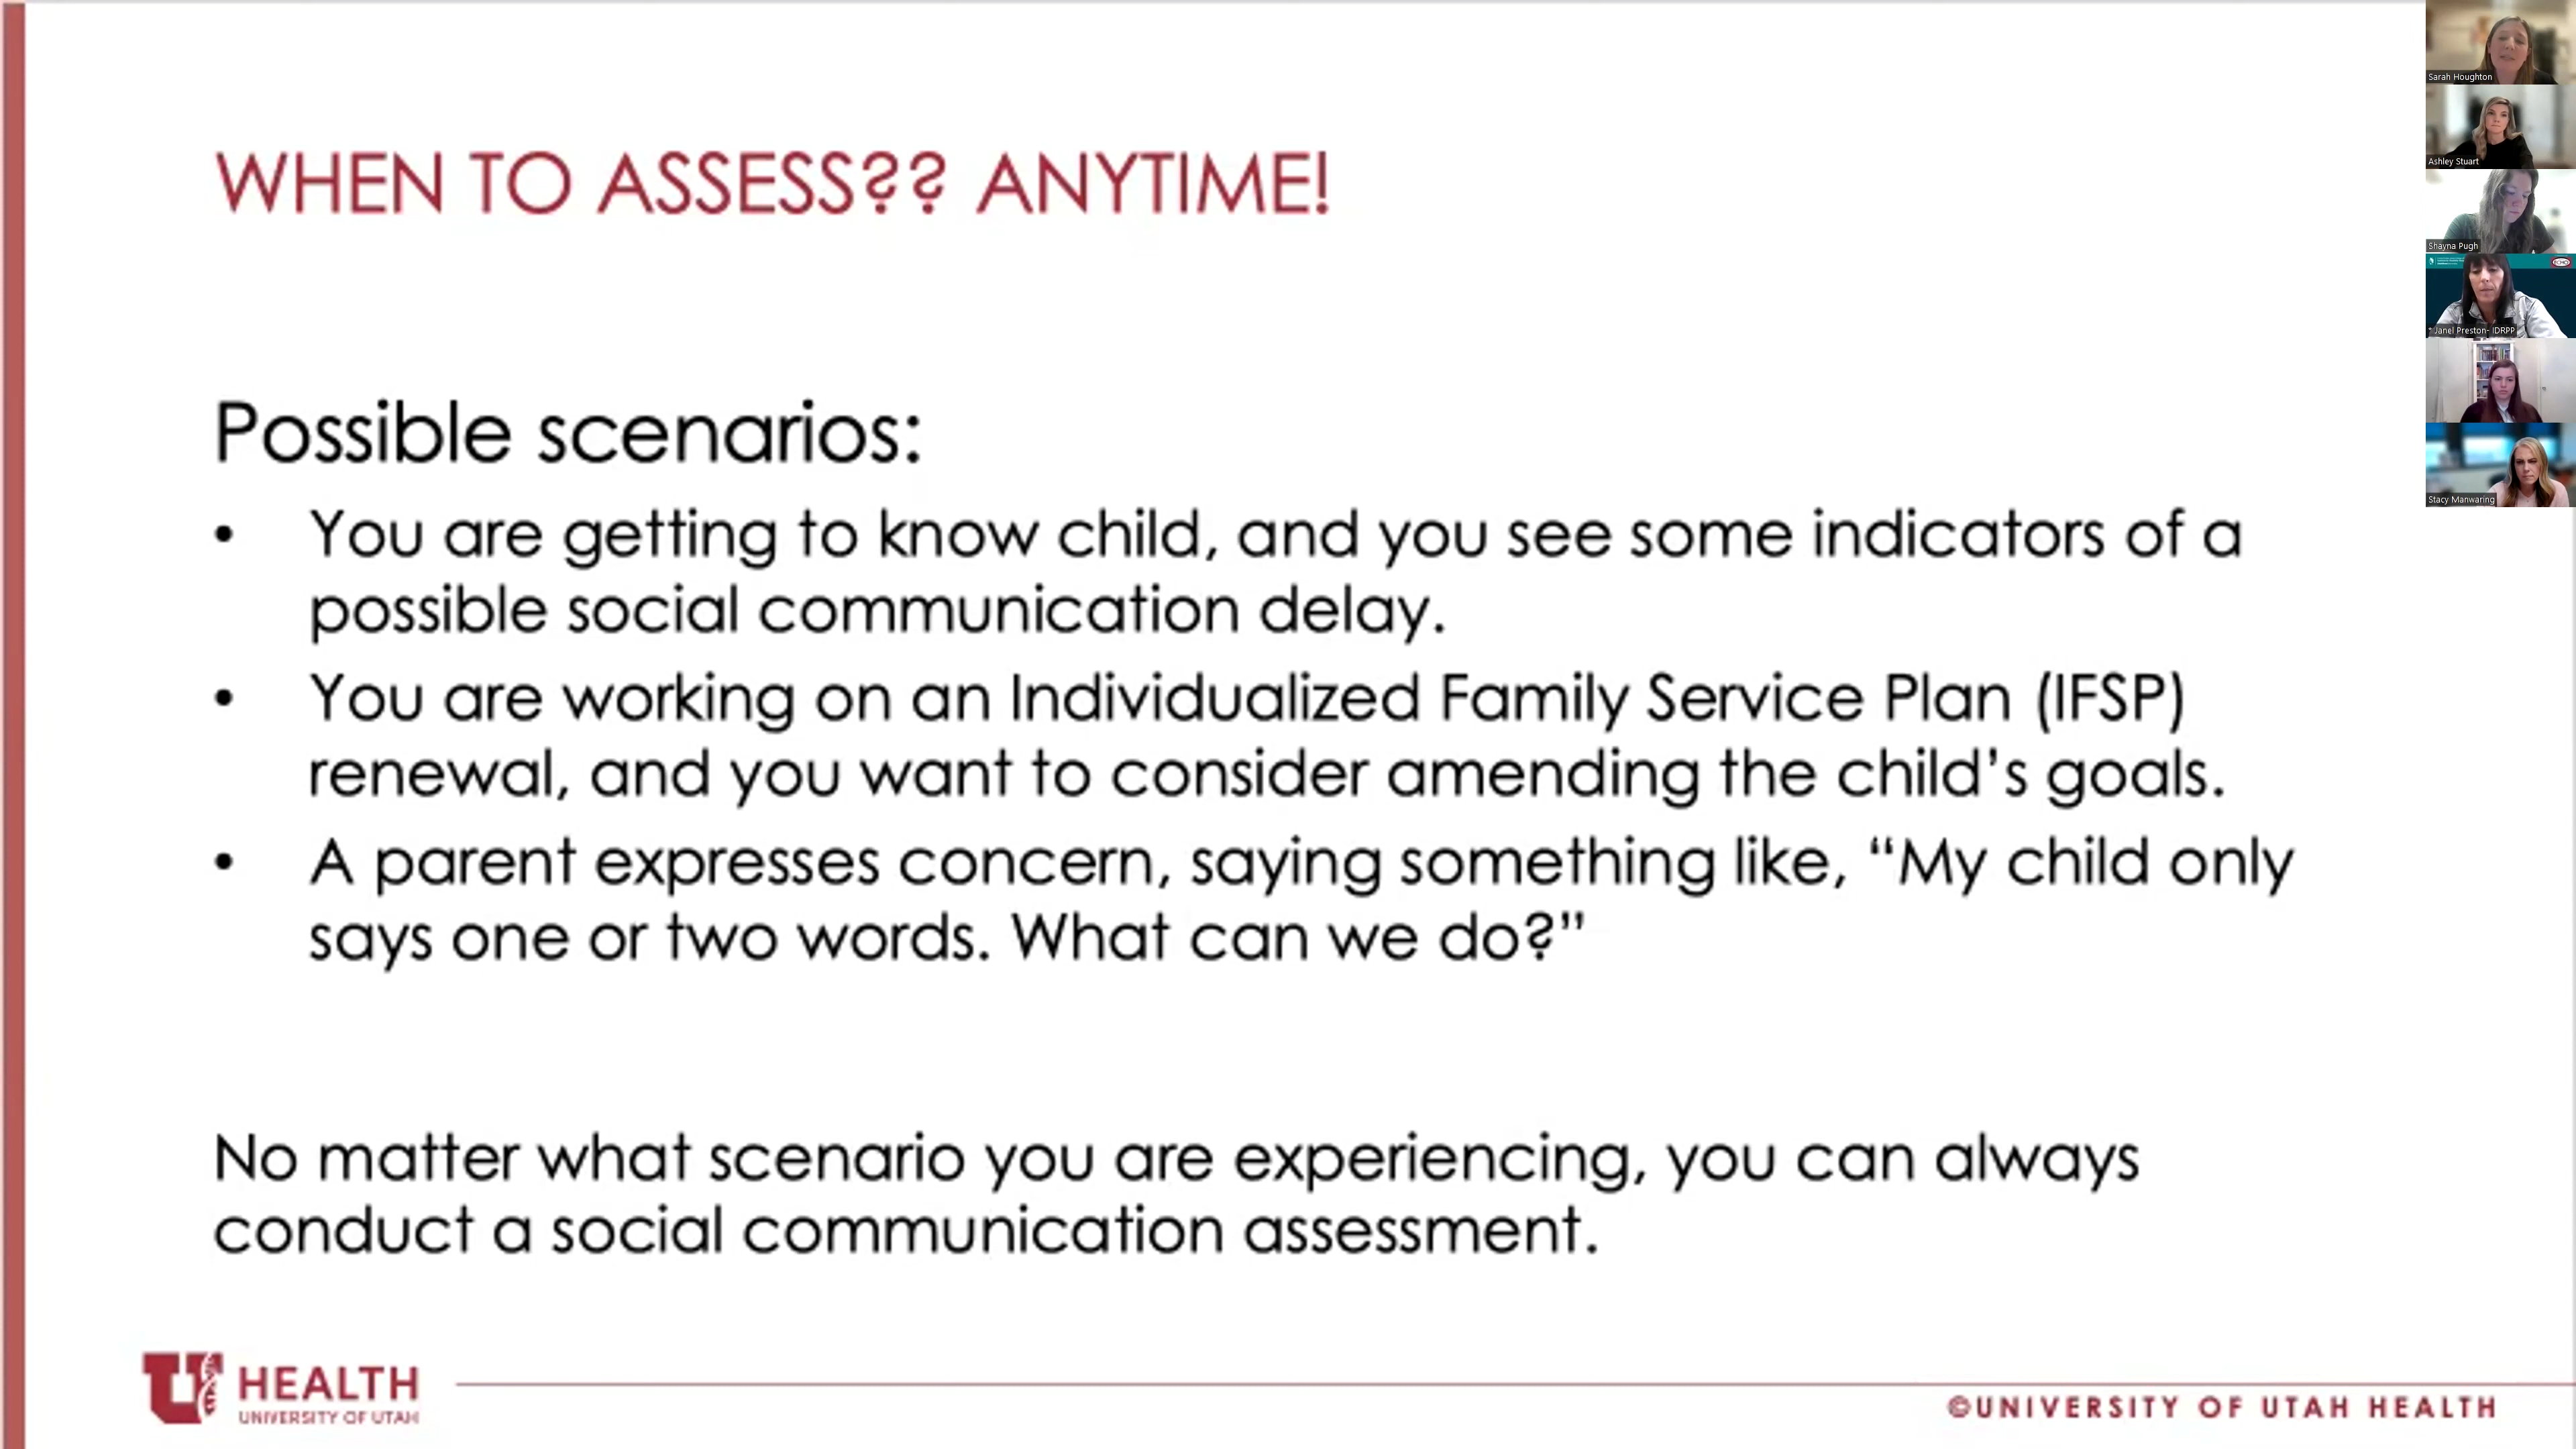 WHEN TO ASSESS?? ANYTIME!
Possible scenarios:
• You are getting to know child, and you see some indicators of a
possible social communication delay.
• You are working on an Individualized Family Service Plan (IFSP)
renewal, and you want to consider amending the child’s goals.
• A parent expresses concern, saying something like, “My child only
says one or two words. What can we do?”
No matter what scenario you are experiencing, you can always
conduct a social communication assessment.
U HEALTH
UNIVERSITY OF UTAH
©UNIVERSITY OF UTAH HEALTH
Sarah Houghton
Ashley Stuart
Shayna Pugh
Janel Preston- IDRPP
Stacy Manwaring